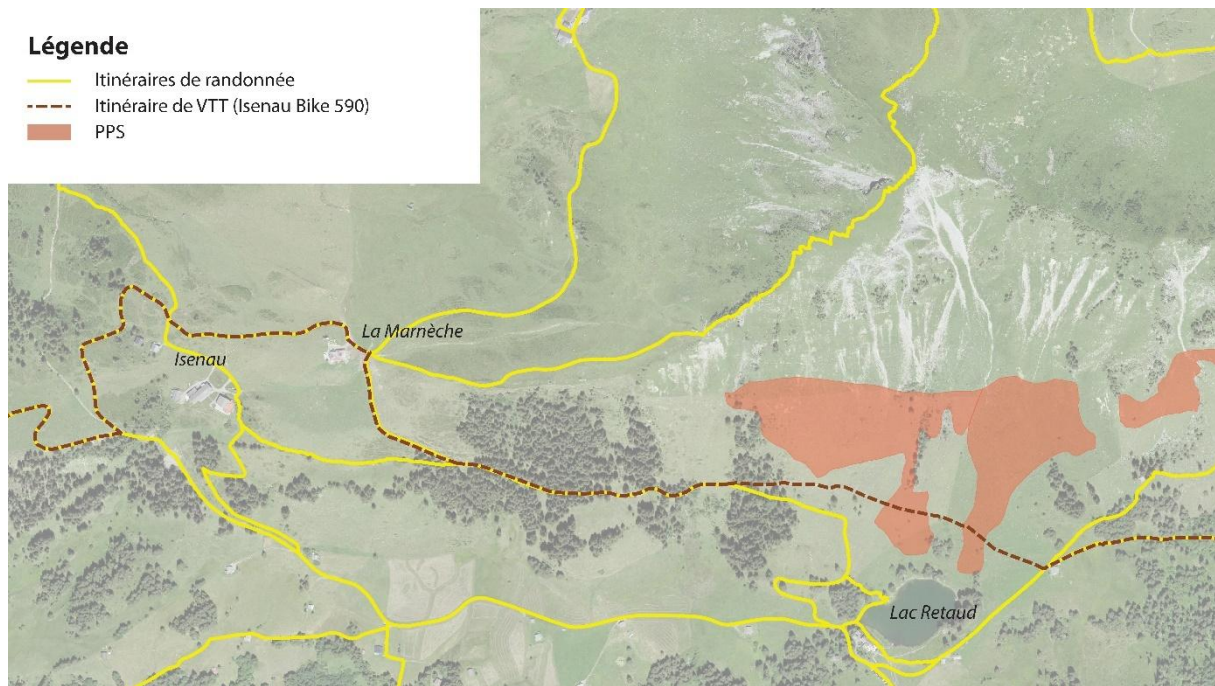 Légende
Itinéraires de randonnée
Itinéraire de VTT (Isenau Bike 590)
PPS
La Marnèche
Isenau
Lac Retaud